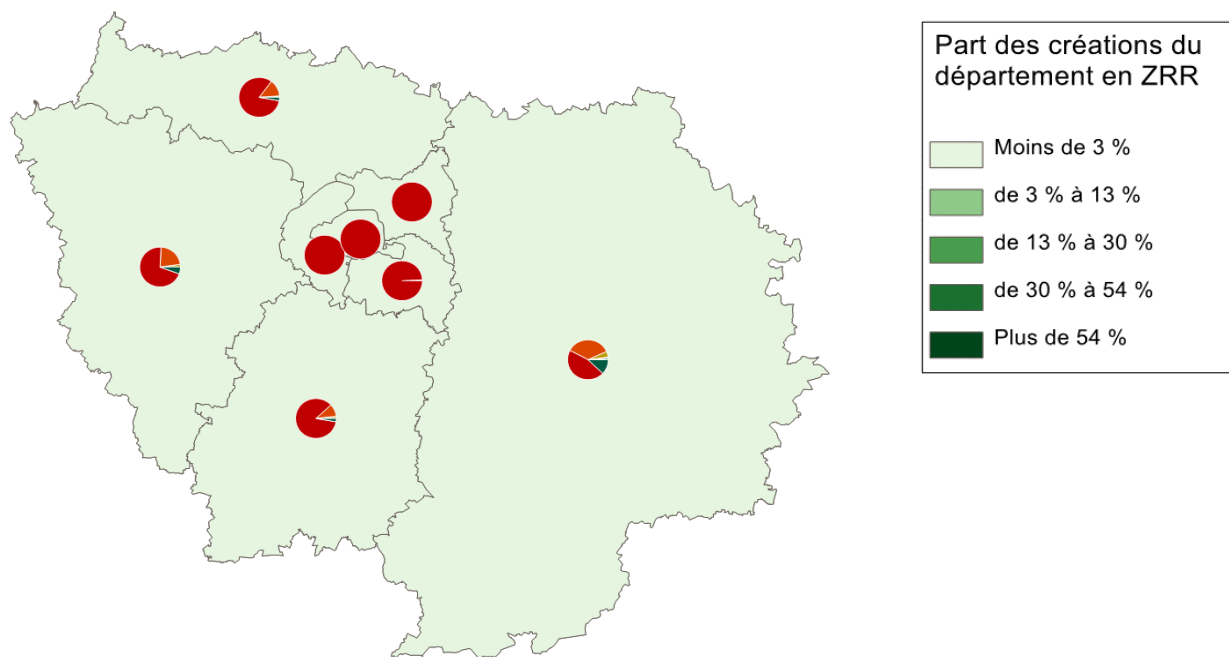 Part des créations du
département en ZRR
Moins de 3 %
de 3 % à 13 %
de 13 % à 30 %
de 30 % à 54 %
Plus de 54 %